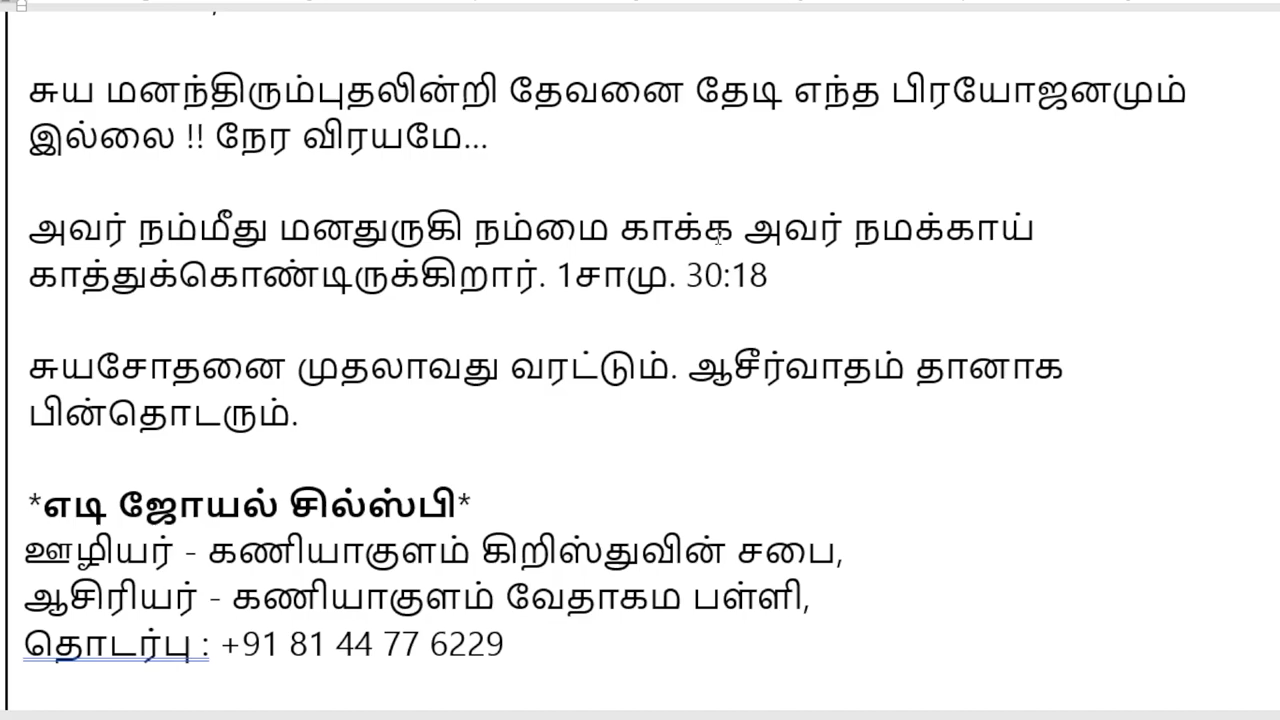 சுய மனந்திரும்புதலின்றி தேவனை தேடி எந்த பிரயோஜனமும்
இல்லை !! நேர விரயமே...
அவர் நம்மீது மனதுருகி நம்மை காக்க அவர் நமக்காய்
காத்துக்கொண்டிருக்கிறார். 1சாமு. 30:18
சுயசோதனை முதலாவது வரட்டும். ஆசீர்வாதம் தானாக
பின்தொடரும்.
*எடி ஜோயல் சில்ஸ்பி*
ஊழியர் - கணியாகுளம் கிறிஸ்துவின் சபை,
ஆசிரியர் - கணியாகுளம் வேதாகம பள்ளி,
தொடர்பு : +91 81 44 77 6229